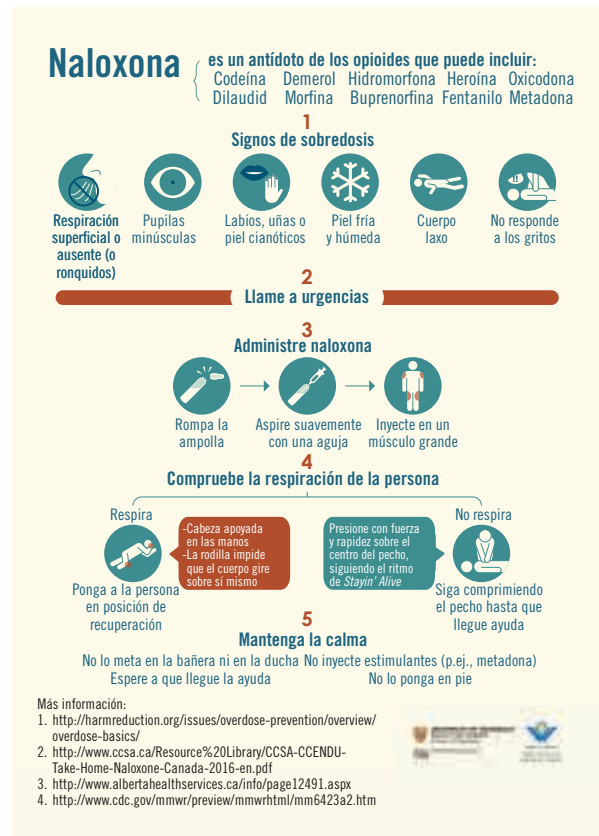 Naloxona
es un antídoto de los opioides que puede incluir:
Codeína Demerol Hidromorfona Heroína Oxicodona
Dilaudid Morfina Buprenorfina Fentanilo Metadona
1
Signos de sobredosis
Respiración
superficial o
ausente (o
ronquidos)
Pupilas
minúsculas
Labios, uñas o
piel cianóticos
Piel fría
y húmeda
Cuerpo
laxo
No responde
a los gritos
2
Llame a urgencias
3
Administre naloxona
Rompa la
ampolla
Aspire suavemente
con una aguja
Inyecte en un
músculo grande
4
Compruebe la respiración de la persona
Respira
-Cabeza apoyada
en las manos
-La rodilla impide
que el cuerpo gire
sobre sí mismo
Ponga a la persona
en posición de
recuperación
No respira
Presione con fuerza
y rapidez sobre el
centro del pecho,
siguiendo el ritmo
de Stayin' Alive
Siga comprimiendo
el pecho hasta que
llegue ayuda
5
Mantenga la calma
No lo meta en la bañera ni en la ducha No inyecte estimulantes (p.ej., metadona)
Espere a que llegue la ayuda No lo ponga en pie
Más información:
1. http://harmreduction.org/issues/overdose-prevention/overview/
overdose-basics/
2. http://www.ccsa.ca/Resource%20Library/CCSA-CCENDU-
Take-Home-Naloxone-Canada-2016-en.pdf
3. http://www.albertahealthservices.ca/info/page12491.aspx
4. http://www.cdc.gov/mmwr/preview/mmwrhtml/mm6423a2.htm